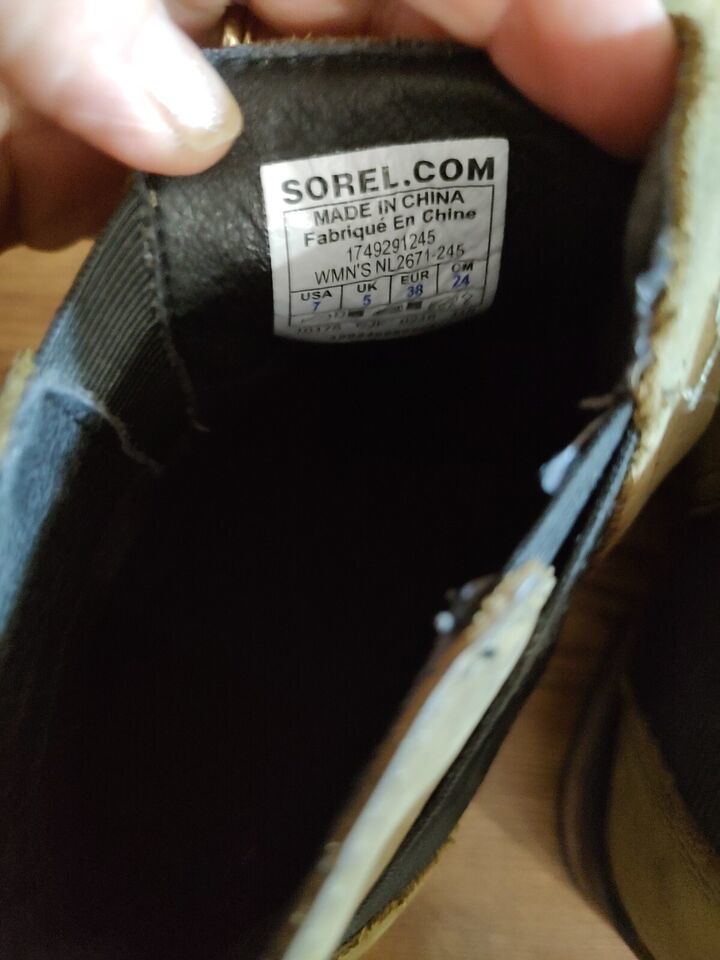 SOREL.COM
MADE IN CHINA
Fabriqué En Chine
1749291245
WMN'S NL2671-245
USA UK EUR CM
7 5 38 24